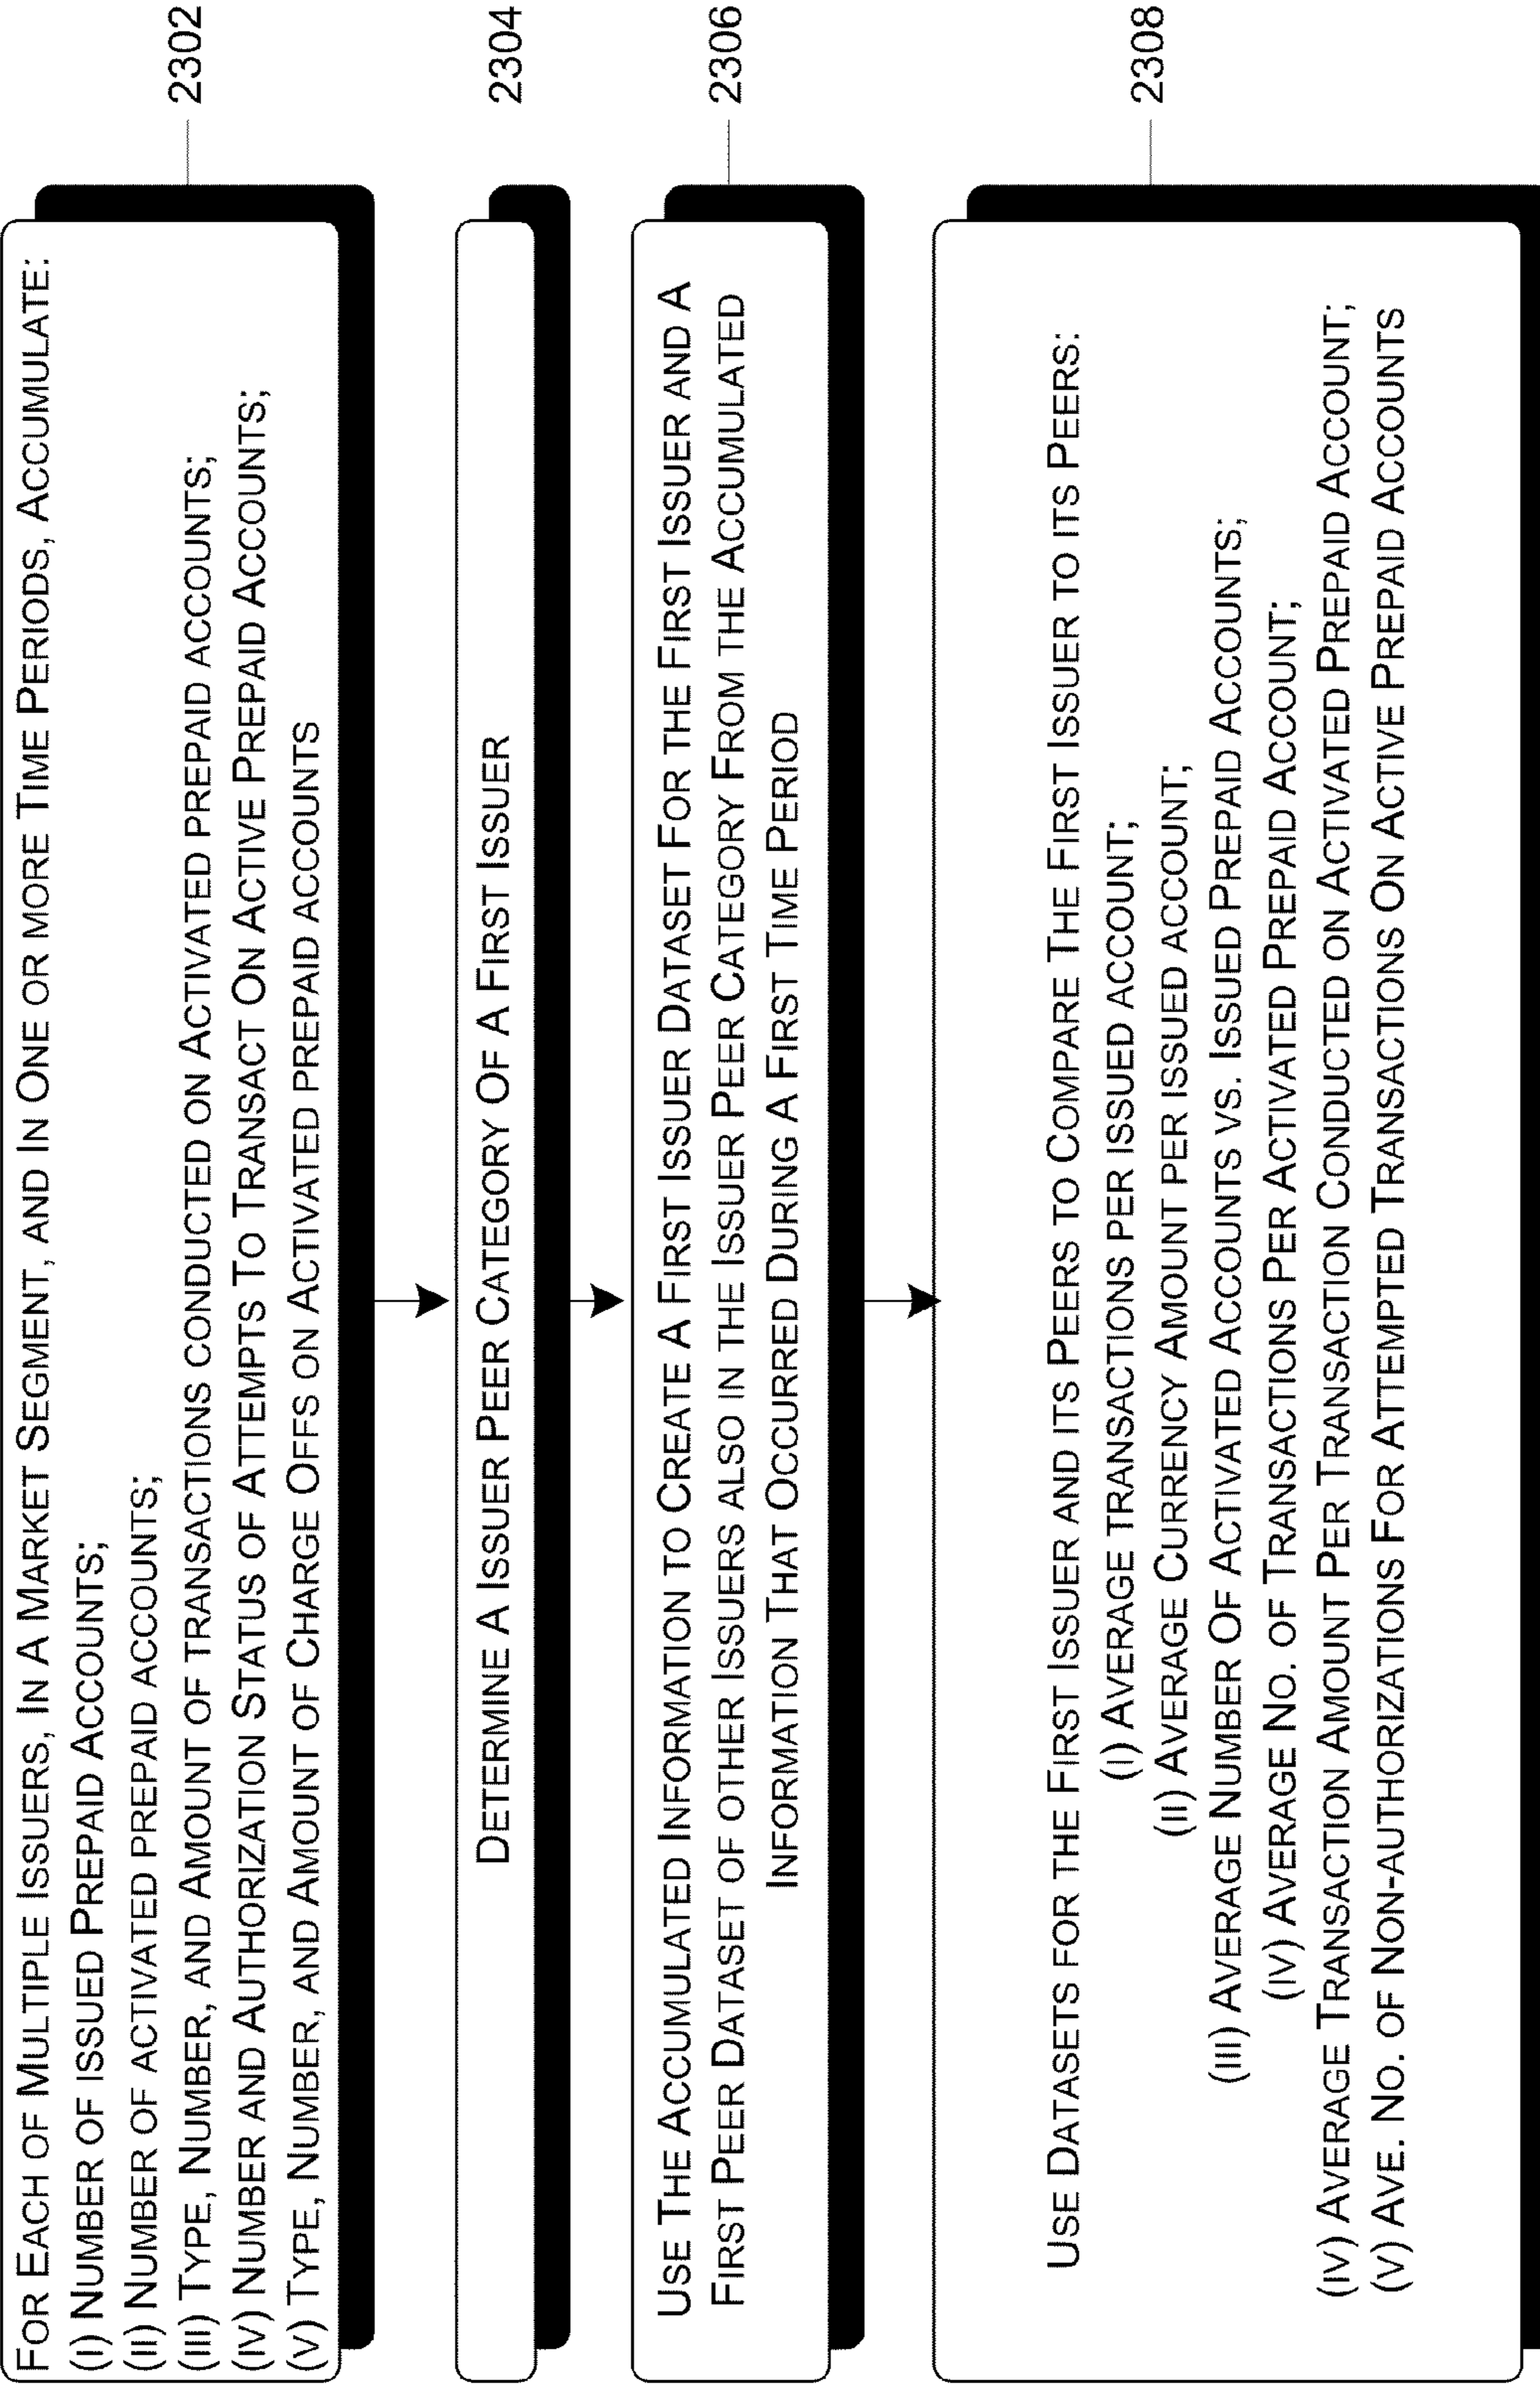 For Each of Multiple Issuers, In A Market Segment, and In One or more Time Periods, Accumulate:
(i) Number of issued Prepaid Accounts;
(ii) Number of activated prepaid accounts;
(iii) Type, Number, and Amount of transactions conducted on Activated prepaid accounts;
(iv) Number and Authorization Status of Attempts To Transact On Active Prepaid Accounts;
(v) Type, Number, and Amount of Charge Offs on Activated prepaid accounts
2302
Determine A Issuer Peer Category Of A First Issuer
2304
Use The Accumulated Information to Create A First Issuer Dataset For the First Issuer and A
First Peer Dataset of other Issuers also in the Issuer Peer Category From the Accumulated
Information That Occurred During A First Time Period
2306
Use Datasets for the First Issuer and its Peers to Compare The First Issuer to its Peers:
(i) Average transactions per issued account;
(ii) Average Currency Amount per issued account;
(iii) Average Number Of Activated Accounts vs. Issued Prepaid Accounts;
(iv) Average No. of Transactions Per Activated Prepaid Account;
(iv) Average Transaction Amount Per Transaction Conducted on Activated Prepaid Account;
(v) Ave. No. of Non-authorizations For Attempted Transactions On Active Prepaid Accounts
2308